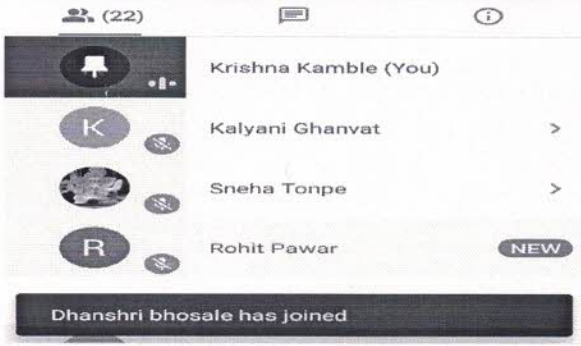 (22)
Krishna Kamble (You)
K
Kalyani Ghanvat
Sneha Tonpe
R
Rohit Pawar
NEW
Dhanshri bhosale has joined